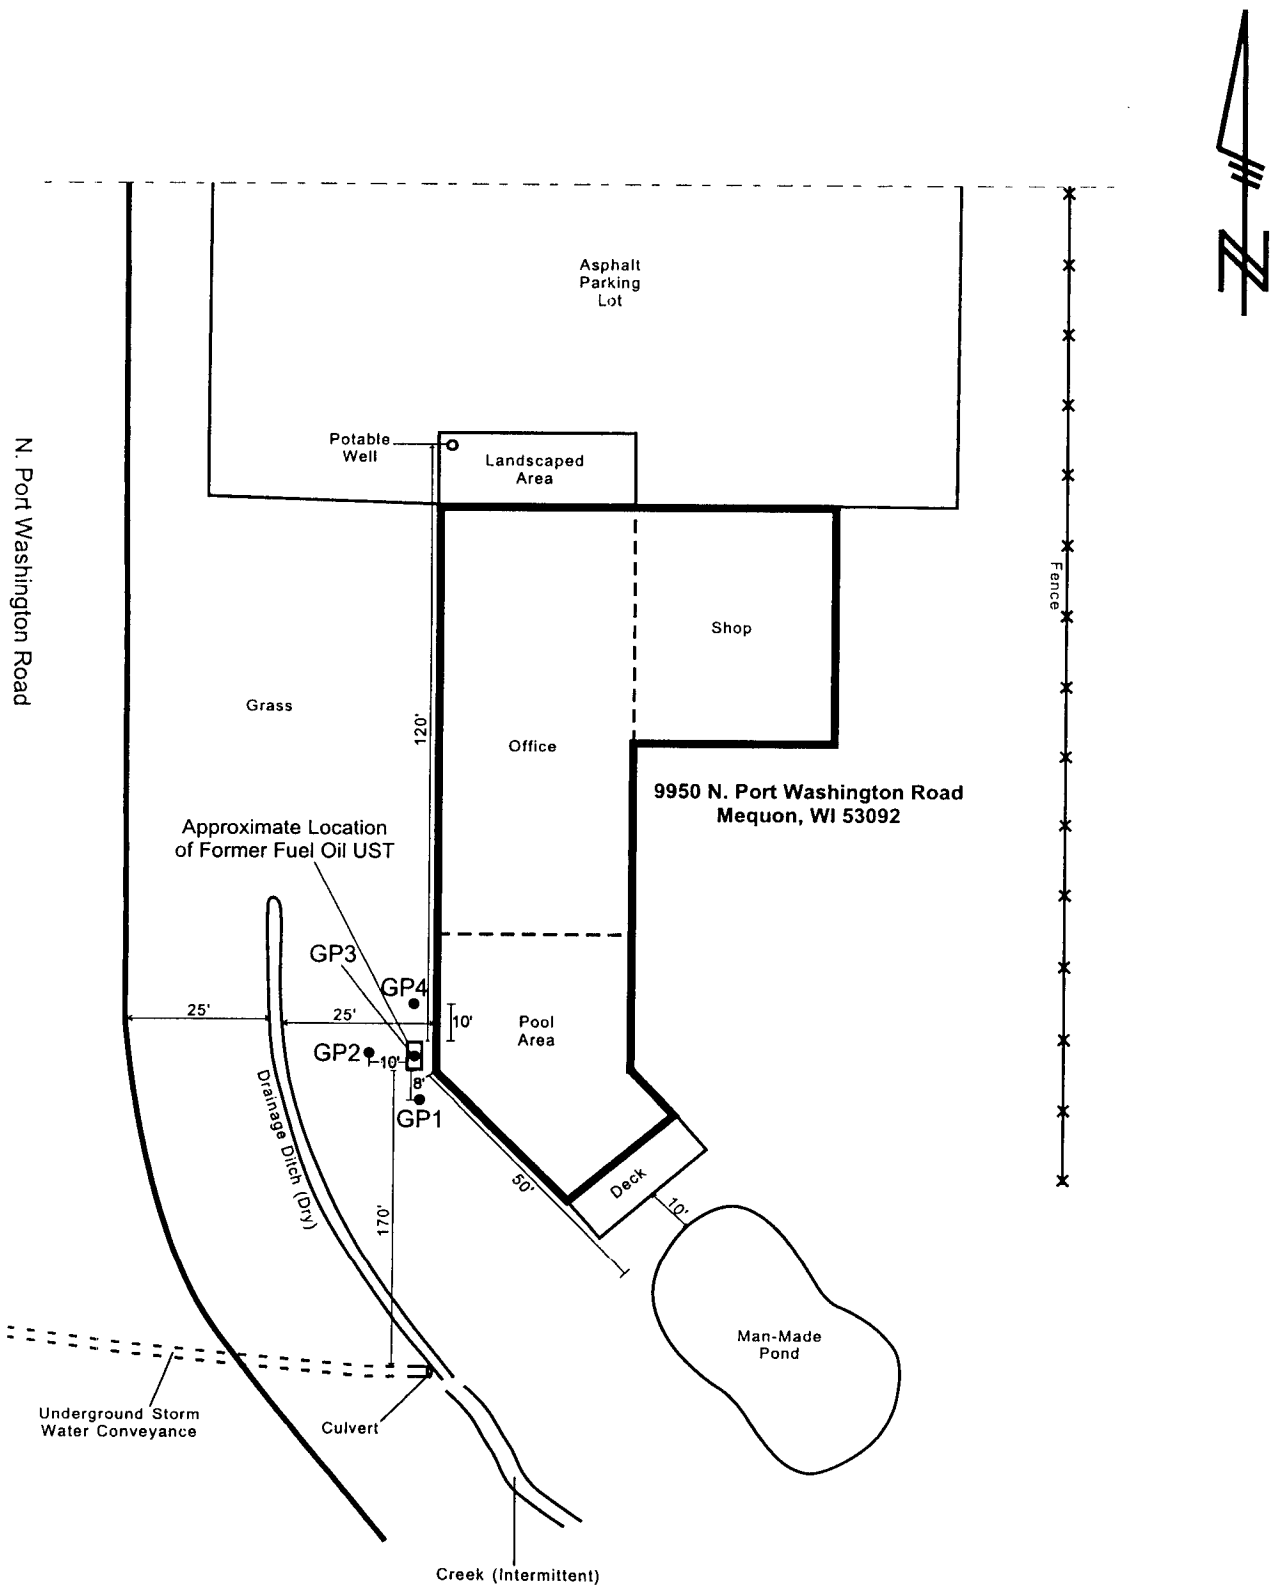 N
Asphalt
Parking
Lot
Potable
Well
Landscaped
Area
N. Port Washington Road
Fence
Shop
Grass
120'
Office
9950 N. Port Washington Road
Mequon, WI 53092
Approximate Location
of Former Fuel Oil UST
GP3
GP4
25'
25'
10'
Pool
Area
GP2
10'
8'
GP1
Drainage Ditch (Dry)
170'
50'
Deck
10'
Man-Made
Pond
Underground Storm
Water Conveyance
Culvert
Creek (Intermittent)